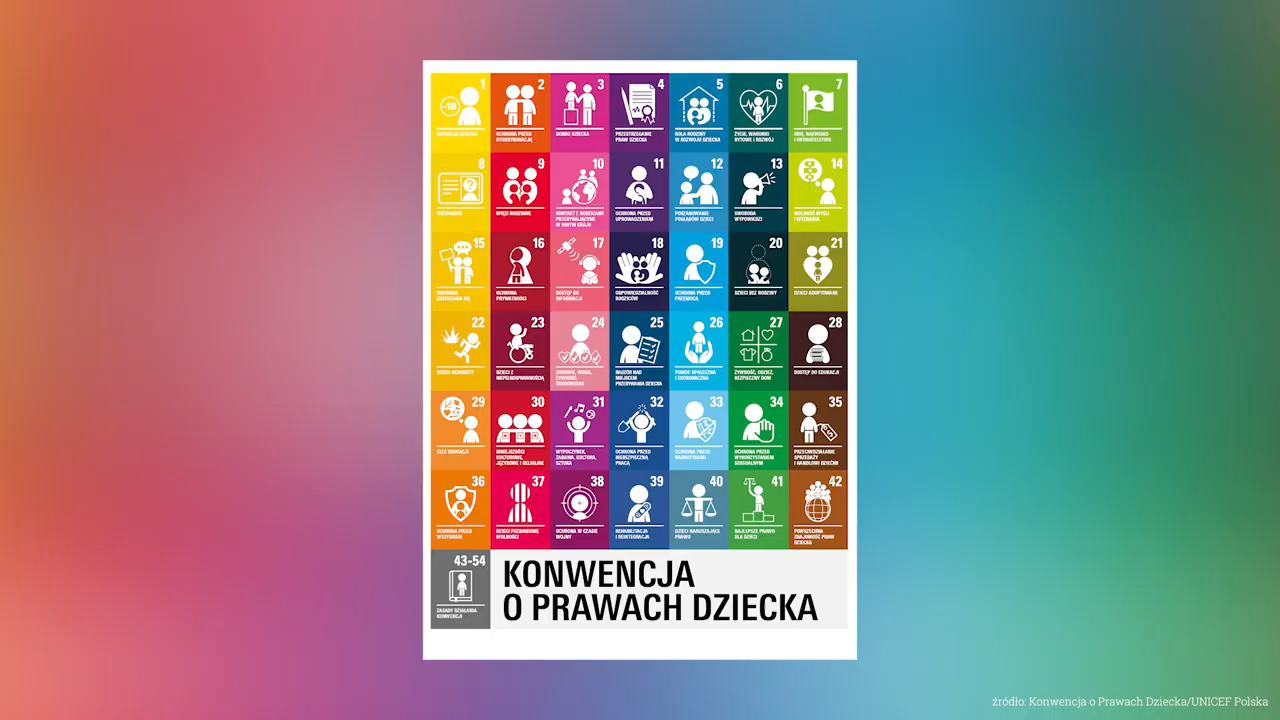 1
DEFINICJA DZIECKA
2
OCHRONA PRZED
DYSKRYMINACJĄ
3
DOBRO DZIECKA
4
PRZESTRZEGANIE
PRAW DZIECKA
5
ROLA RODZINY
W ROZWOJU DZIECKA
6
ŻYCIE, WARUNKI
BYTOWE I ROZWÓJ
7
IMIĘ, NAZWISKO
I OBYWATELSTWO
-18
8
TOŻSAMOŚĆ
9
WIĘZI RODZINNE
10
KONTAKT Z RODZICAMI
PRZEBYWAJĄCYMI
W INNYM KRAJU
11
OCHRONA PRZED
UPROWADZENIEM
12
POSZANOWANIE
POGLĄDÓW DZIECI
13
SWOBODA
WYPOWIEDZI
14
WOLNOŚĆ MYŚLI
I WYZNANIA
15
16
OCHRONA
PRYWATNOŚCI
17
DOSTĘP DO
INFORMACJI
18
ODPOWIEDZIALNOŚĆ
RODZICÓW
19
OCHRONA PRZED
PRZEMOCĄ
20
DZIECI BEZ RODZINY
21
DZIECI ADOPTOWANE
22
DZIECI UCHODŹCY
23
DZIECI Z
NIEPEŁNOSPRAWNOŚCIĄ
24
ZDROWIE, WODA,
ŻYWNOŚĆ,
ŚRODOWISKO
25
NADZÓR NAD
MIEJSCEM
PRZEBYWANIA DZIECKA
26
POMOC SPOŁECZNA
I EKONOMICZNA
27
ŻYWNOŚĆ, ODZIEŻ,
BEZPIECZNY DOM
28
DOSTĘP DO EDUKACJI
29
CELE EDUKACJI
30
MNIEJSZOŚCI
KULTUROWE,
JĘZYKOWE I RELIGIJNE
31
WYPOCZYNEK,
ZABAWA, KULTURA,
SZTUKA
32
OCHRONA PRZED
NIEBEZPIECZNĄ
PRACĄ
33
OCHRONA PRZED
NARKOTYKAMI
34
OCHRONA PRZED
WYKORZYSTANIEM
SEKSUALNYM
35
PRZECIWDZIAŁANIE
SPRZEDAŻY
I HANDLOWI DZIEĆMI
36
OCHRONA PRZED
WYZYSKIEM
37
DZIECI POZBAWIONE
WOLNOŚCI
38
OCHRONA W CZASIE
WOJNY
39
REHABILITACJA
I REINTEGRACJA
40
DZIECI NARUSZAJĄCE
PRAWO
41
NAJLEPSZE PRAWO
DLA DZIECI
42
POWSZECHNA
ZNAJOMOŚĆ PRAW
DZIECKA
43-54
ZASADY DZIAŁANIA
KONWENCJI
KONWENCJA
O PRAWACH DZIECKA
źródło: Konwencja o Prawach Dziecka/UNICEF Polska